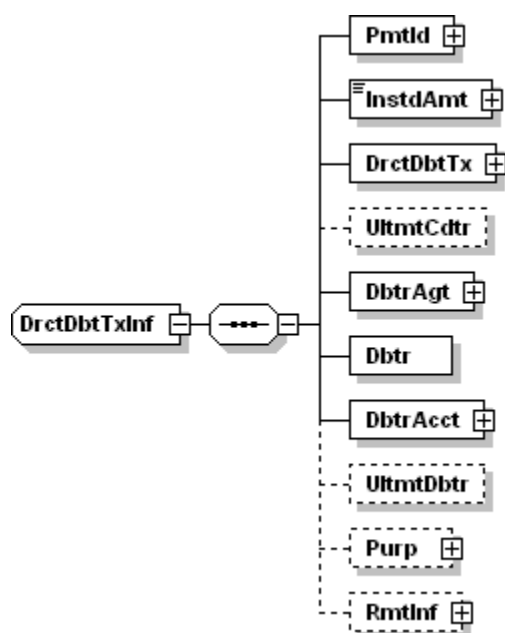 PmtId
InstdAmt
DrctDbtTx
UltmtCdtr
DbtrAgt
DrctDbtTxInf
Dbtr
DbtrAcct
UltmtDbtr
Purp
RmtInf